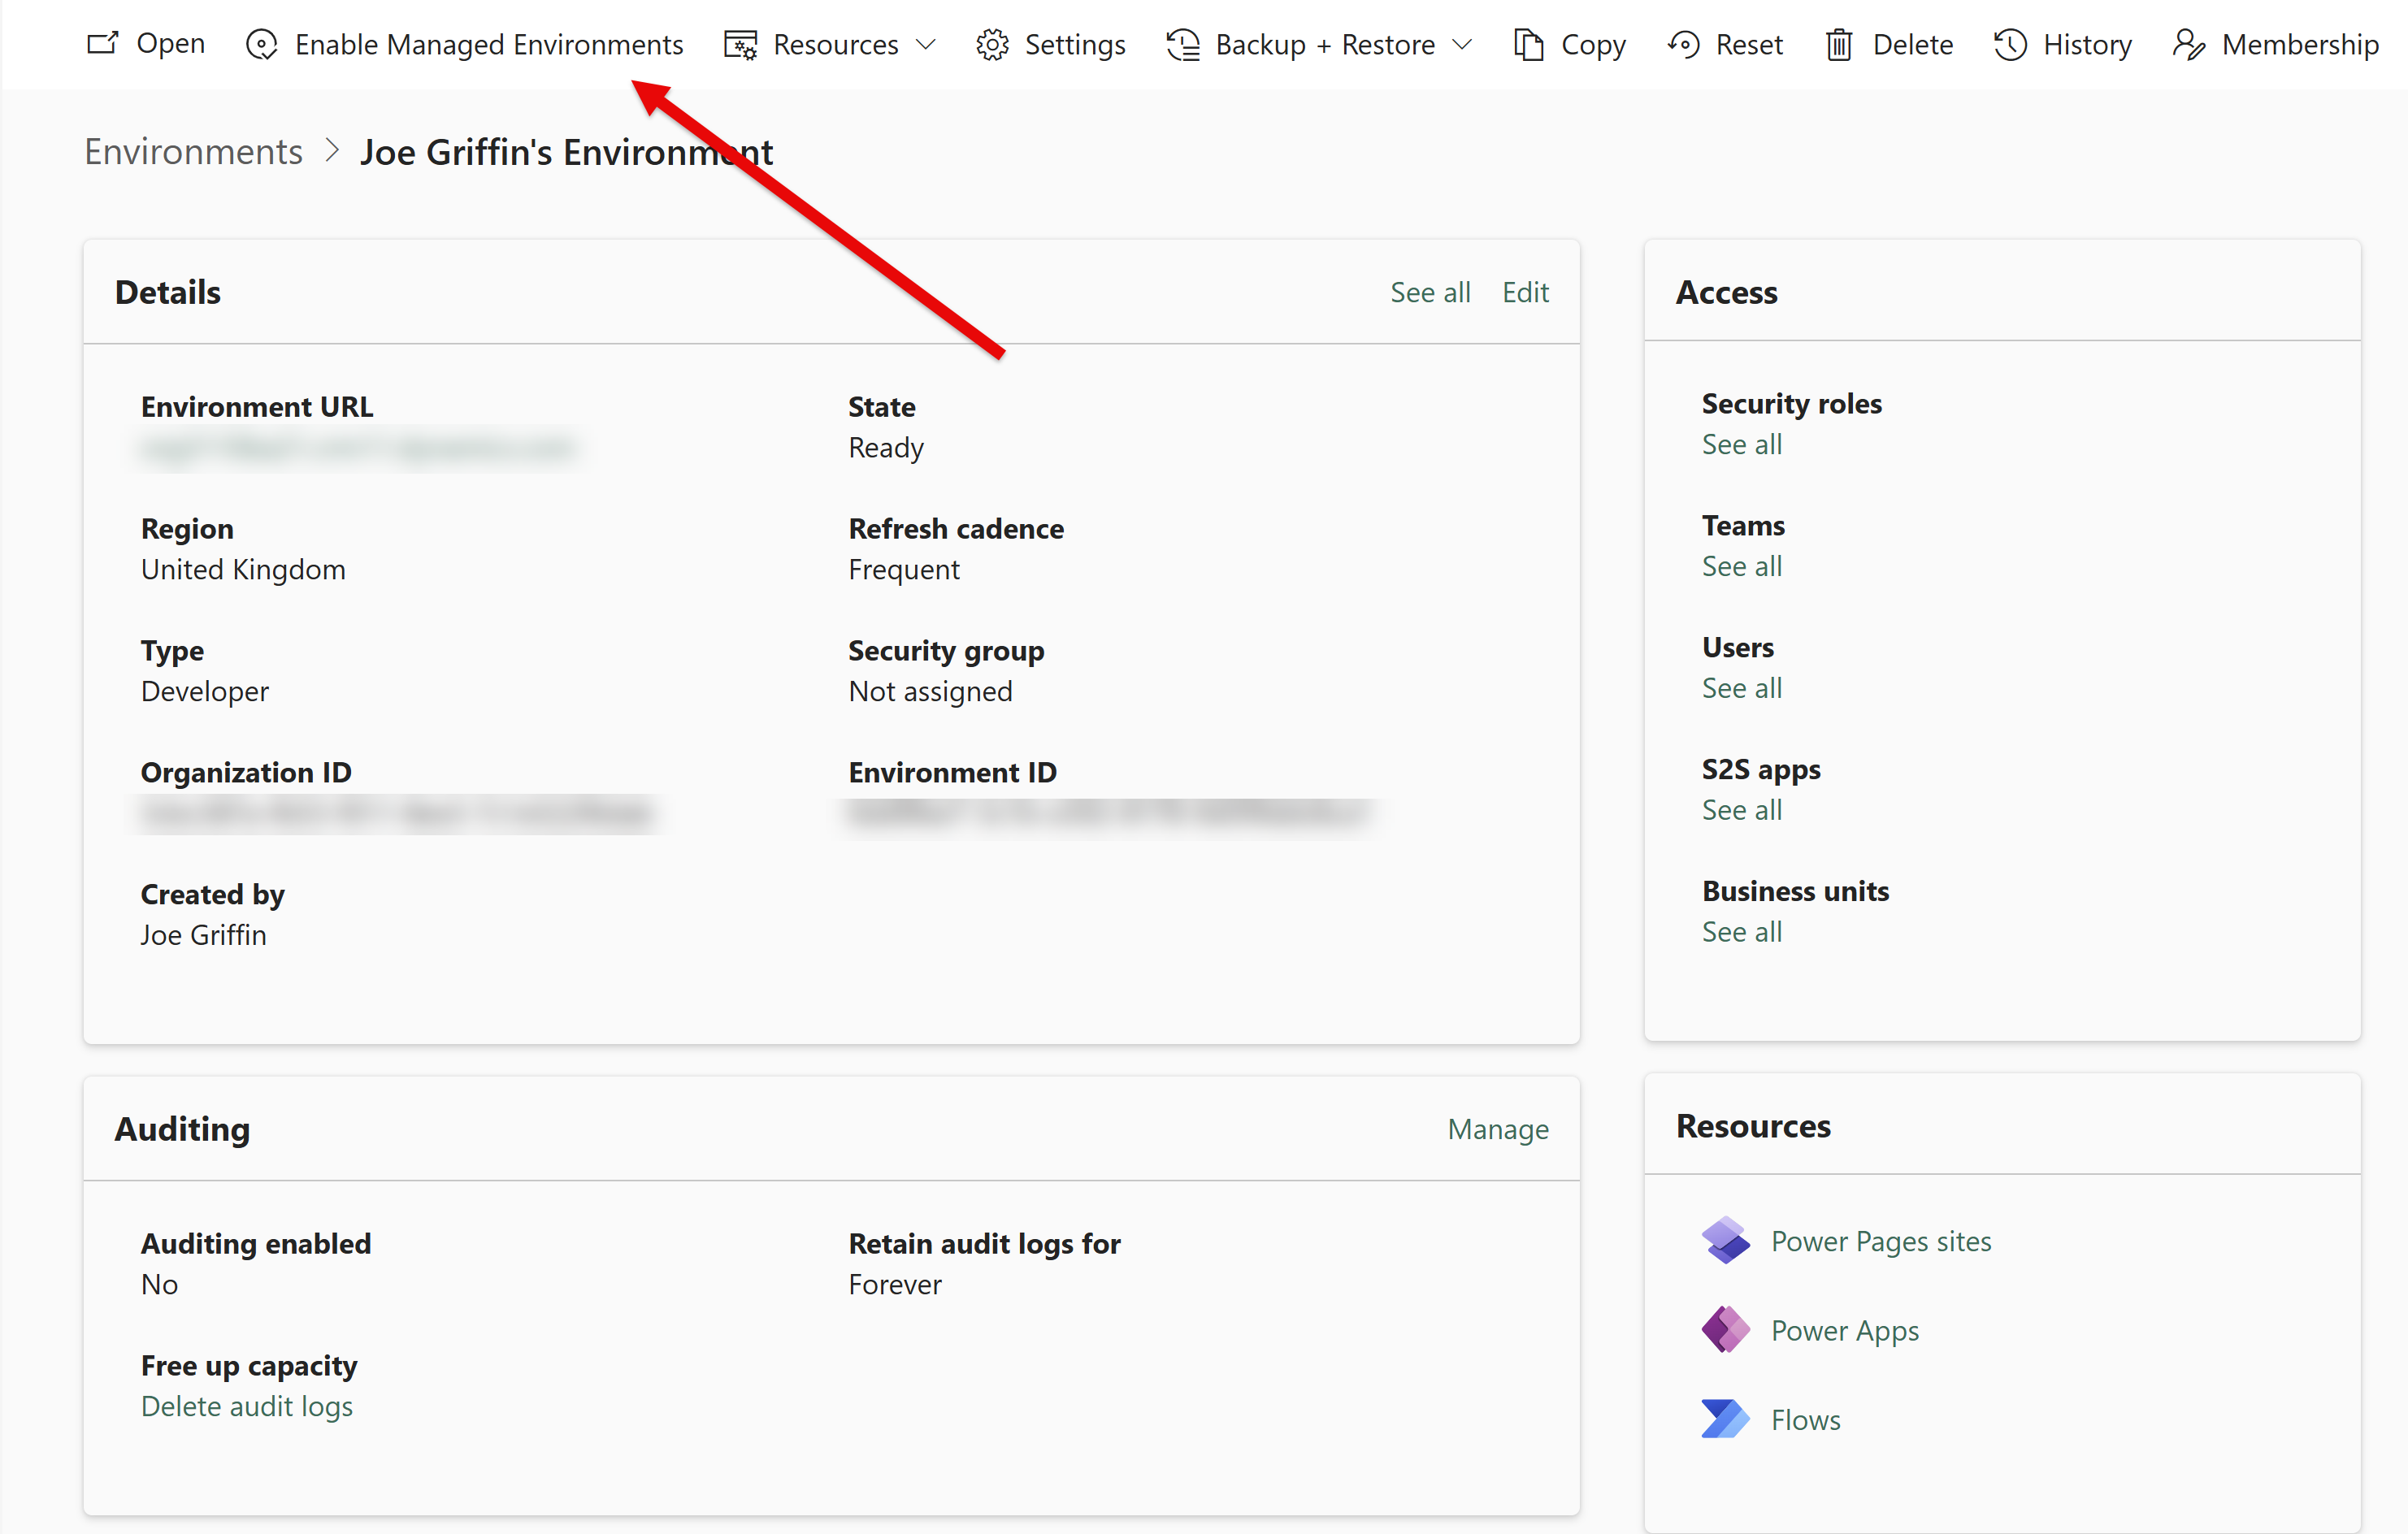 Open Enable Managed Environments Resources Settings Backup + Restore Copy Reset Delete History Membership
Environments > Joe Griffin's Environment
Details See all Edit
Environment URL
State
Ready
Region
United Kingdom
Refresh cadence
Frequent
Type
Developer
Security group
Not assigned
Organization ID
Environment ID
Created by
Joe Griffin
Access
Security roles
See all
Teams
See all
Users
See all
S2S apps
See all
Business units
See all
Auditing Manage
Auditing enabled
No
Retain audit logs for
Forever
Free up capacity
Delete audit logs
Resources
Power Pages sites
Power Apps
Flows